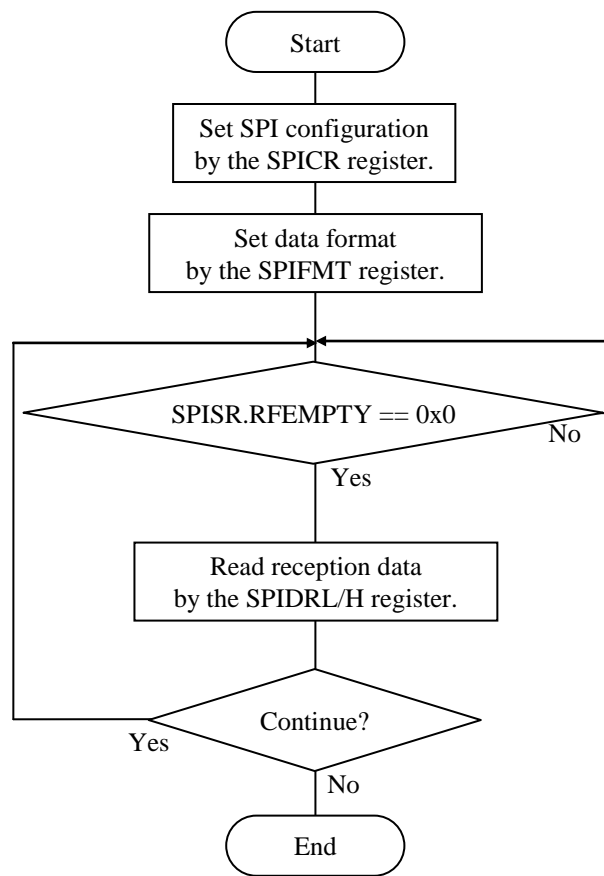 Start
Set SPI configuration
by the SPICR register.
Set data format
by the SPIFMT register.
SPISR.RFEMPTY == 0x0
No
Yes
Read reception data
by the SPIDRL/H register.
Continue?
Yes
No
End